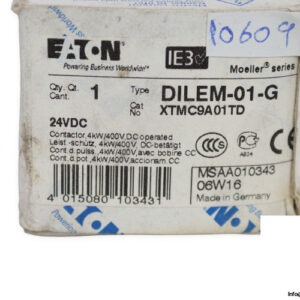 10609
EATON
Powering Business Worldwide
IE3
Moeller® series
Qty. Qt.
Cant. 1
Type DILEM-01-G
Cat No XTMC9A01TD
24VDC
Contactor, 4kW/400V, DC operated
Leist.-schütz, 4kW/400V, DC-betätigt
Cont.d.puiss., 4kW/400V, avec bobine CC
Cont.d.pot., 4kW/400V, accionam. CC
CCC
MSAA010343
06W16
Made in Germany
4 015080 103431